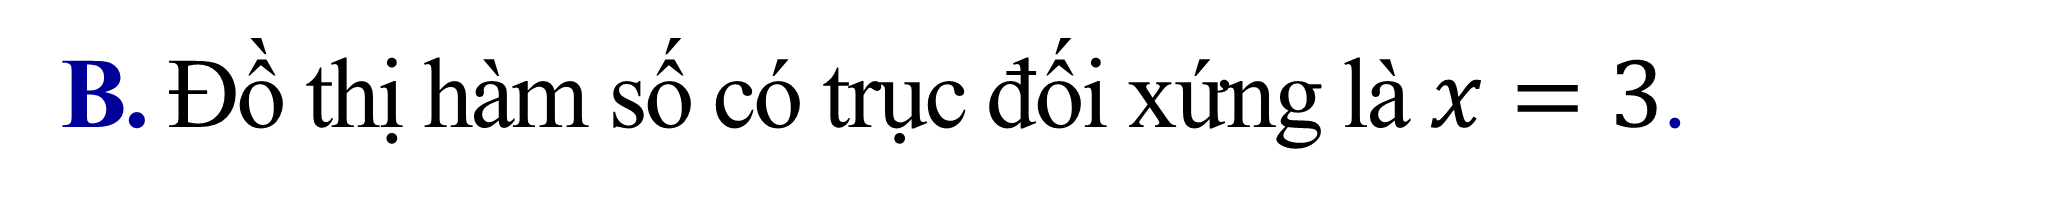 B. Đồ thị hàm số có trục đối xứng là x = 3.